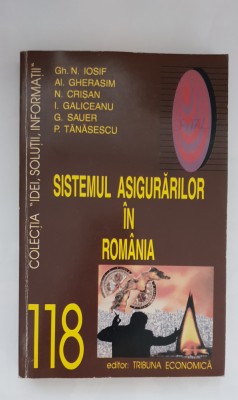 Gh. N. IOSIF
Al. GHERASIM
N. CRIȘAN
I. GALICEANU
G. SAUER
P. TĂNĂSESCU
COLECȚIA "IDEI, SOLUȚII, INFORMAȚII"
SISTEMUL ASIGURĂRILOR
ÎN
ROMÂNIA
118
editor: TRIBUNA ECONOMICĂ